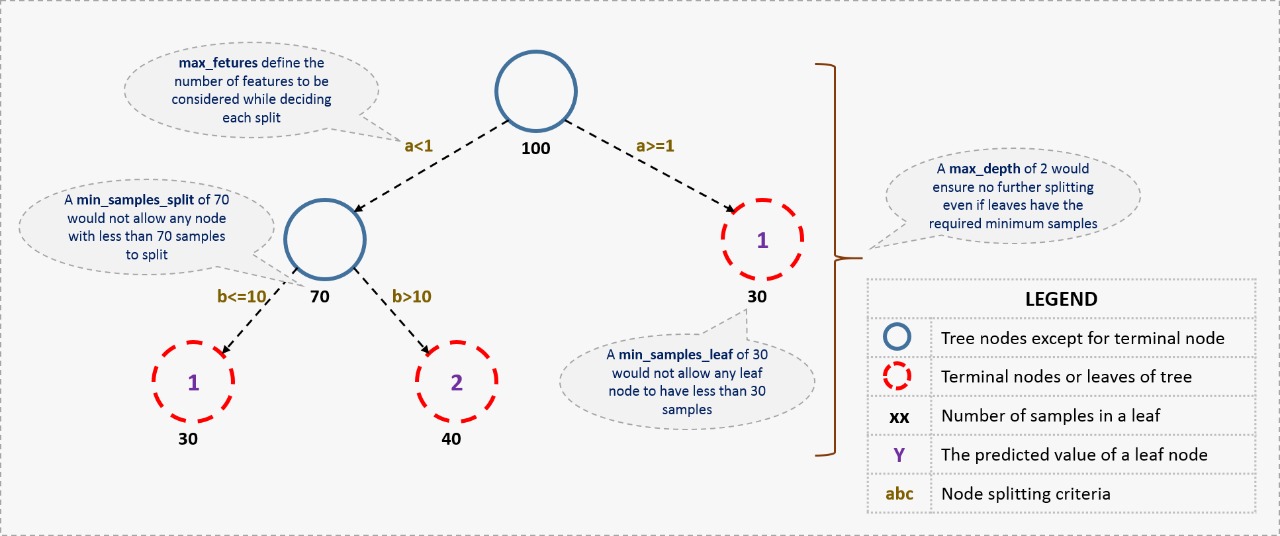 max_fetures define the
number of features to be
considered while deciding
each split
a<1
100
a>=1
A min_samples_split of 70
would not allow any node
with less than 70 samples
to split
A max_depth of 2 would
ensure no further splitting
even if leaves have the
required minimum samples
1
b<=10
70
b>10
30
1
30
2
40
A min_samples_leaf of 30
would not allow any leaf
node to have less than 30
samples
LEGEND
Tree nodes except for terminal node
Terminal nodes or leaves of tree
xx Number of samples in a leaf
Y The predicted value of a leaf node
abc Node splitting criteria